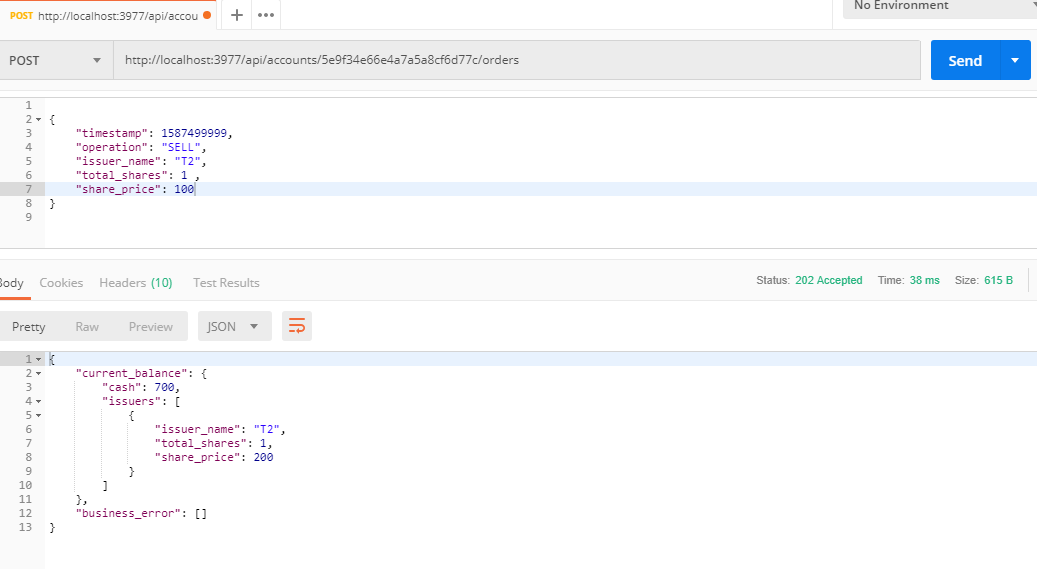 POST http://localhost:3977/api/accou
No Environment
POST http://localhost:3977/api/accounts/5e9f34e66e4a7a5a8cf6d77c/orders Send
1
2 {
3 "timestamp": 1587499999,
4 "operation": "SELL",
5 "issuer_name": "T2",
6 "total_shares": 1 ,
7 "share_price": 100
8 }
9
Body Cookies Headers (10) Test Results Status: 202 Accepted Time: 38 ms Size: 615 B
Pretty Raw Preview JSON
1 {
2 "current_balance": {
3 "cash": 700,
4 "issuers": [
5 {
6 "issuer_name": "T2",
7 "total_shares": 1,
8 "share_price": 200
9 }
10 ]
11 },
12 "business_error": []
13 }